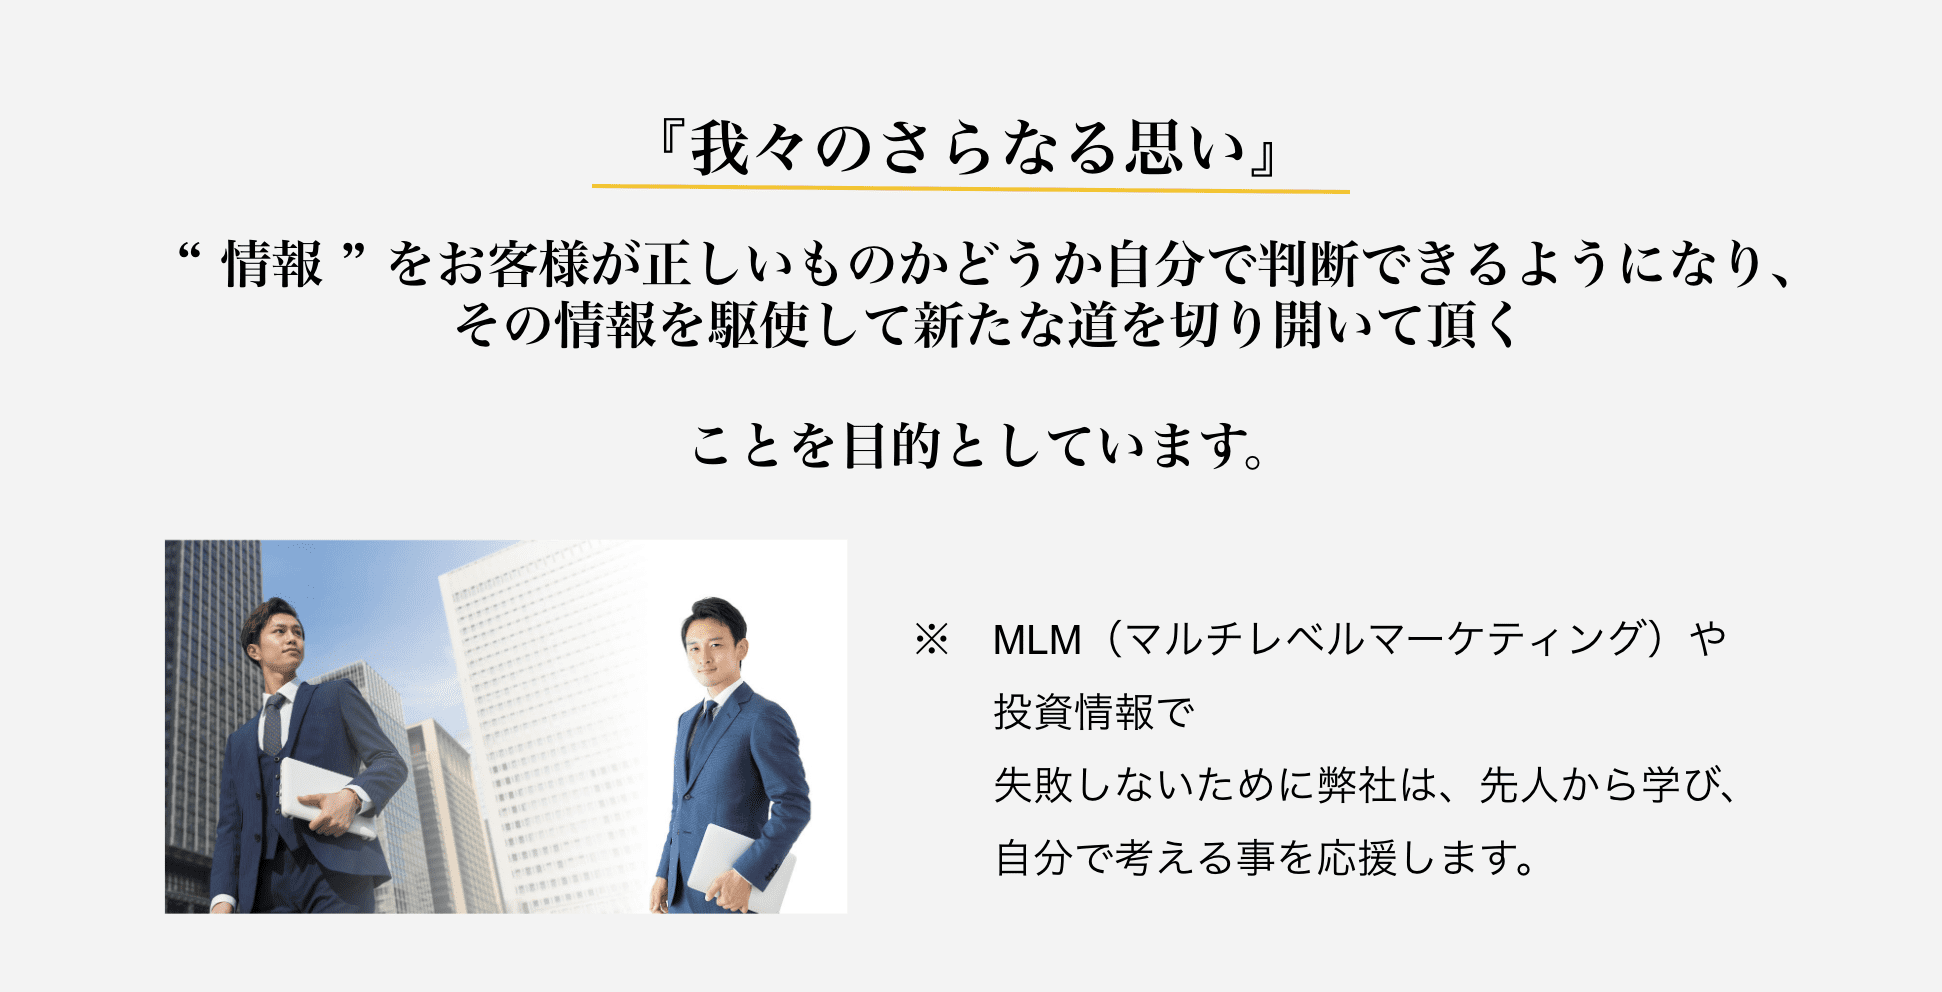 『我々のさらなる思い』
“ 情報 ” をお客様が正しいものかどうか自分で判断できるようになり、
その情報を駆使して新たな道を切り開いて頂く
ことを目的としています。
※ MLM（マルチレベルマーケティング）や
投資情報で
失敗しないために弊社は、先人から学び、
自分で考える事を応援します。